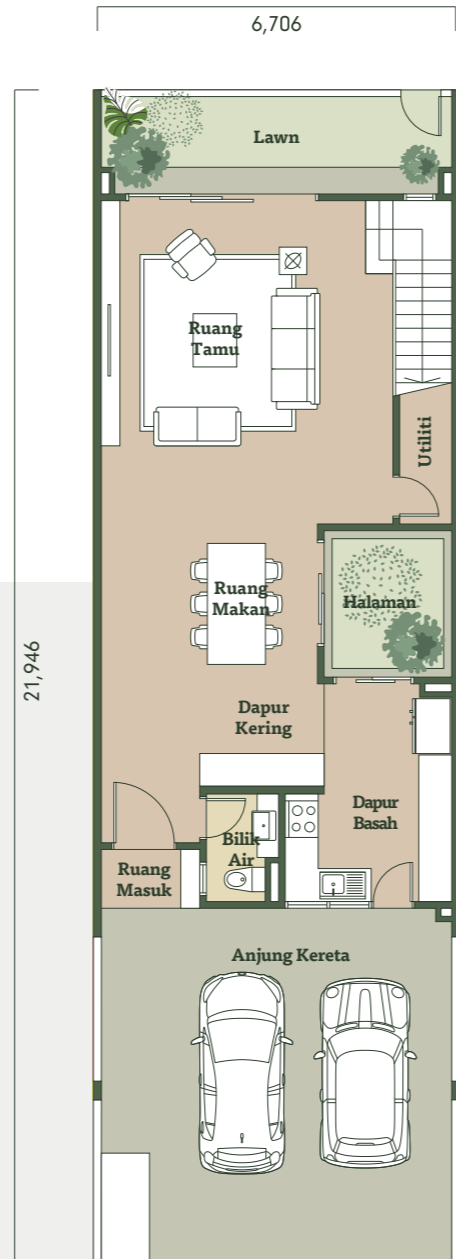 6,706
Lawn
Ruang
Tamu
Utiliti
Ruang
Makan
Halaman
21,946
Dapur
Kering
Dapur
Basah
Bilik
Air
Ruang
Masuk
Anjung Kereta